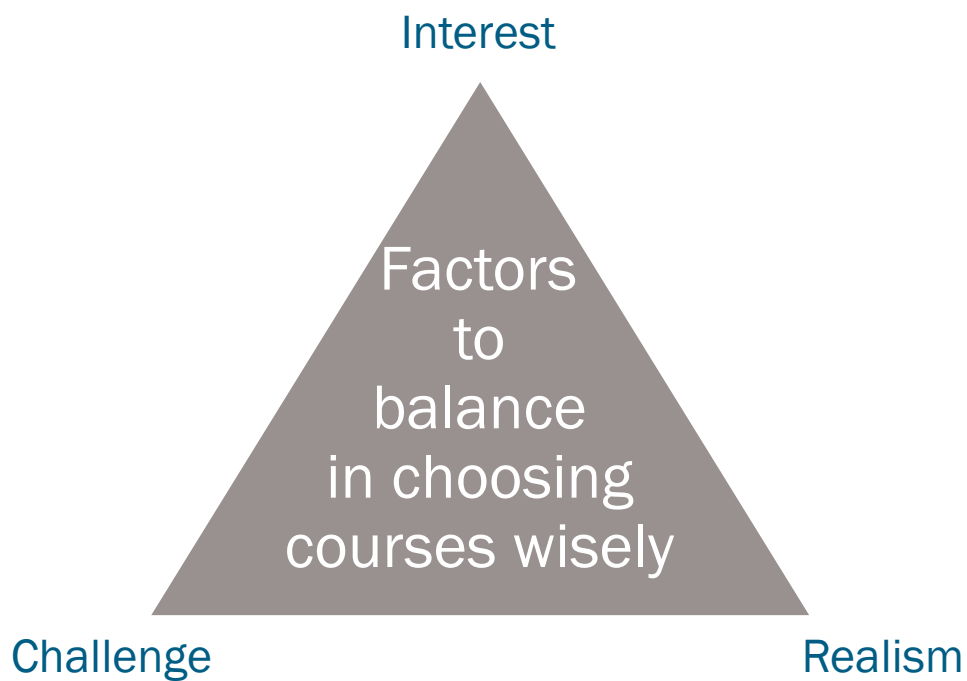 Interest
Factors
to
balance
in choosing
courses wisely
Challenge
Realism